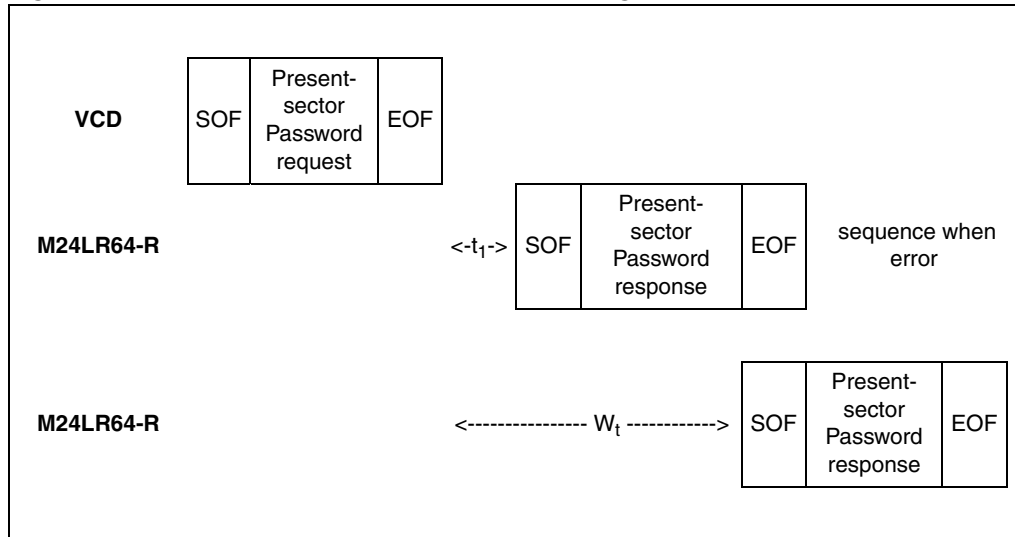 VCD
SOF
Present-
sector
Password
request
EOF
M24LR64-R
<-t1->
SOF
Present-
sector
Password
response
EOF
sequence when
error
M24LR64-R
<---------------- Wt ------------>
SOF
Present-
sector
Password
response
EOF